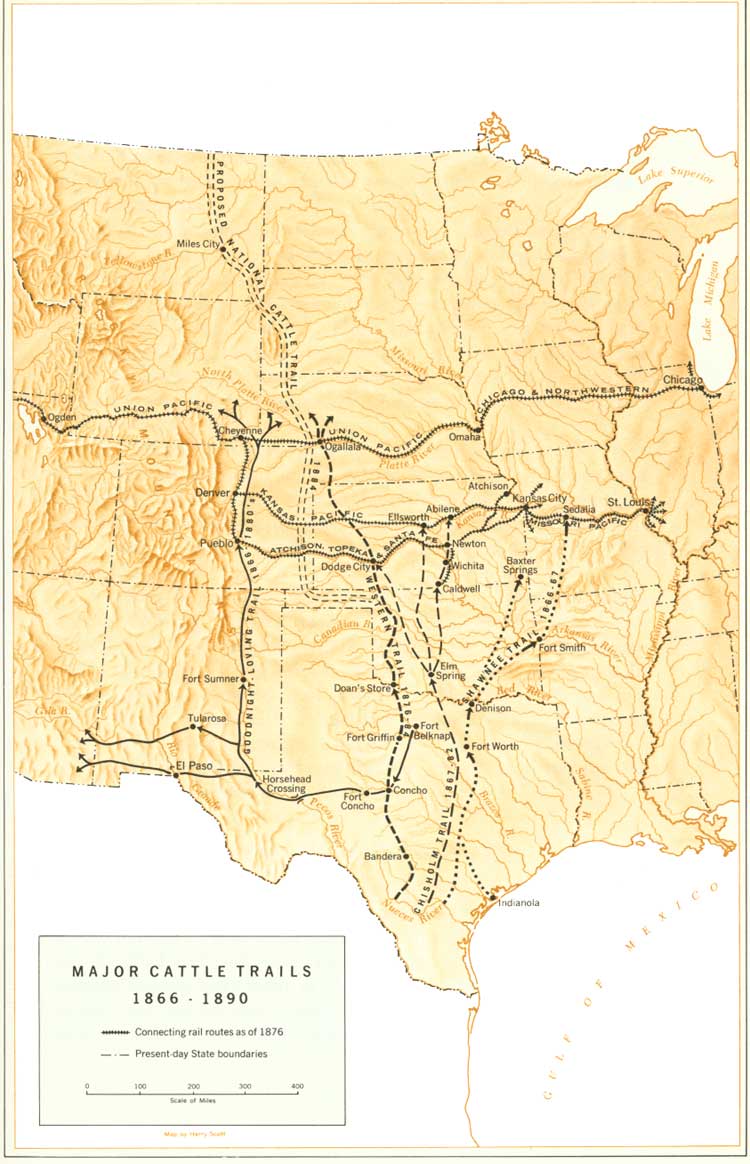 Lake Superior
PROPOSED NATIONAL CATTLE TRAIL
Miles City
Yellowstone R.
Lake Michigan
Missouri River
North Platte River
Chicago
CHICAGO & NORTHWESTERN
UNION PACIFIC
Ogden
Cheyenne
UNION PACIFIC
Ogallala
Omaha
Platte River
1884
Atchison
Denver
KANSAS PACIFIC
Kansas City
Abilene
Ellsworth
Sedalia
St. Louis
MISSOURI PACIFIC
Pueblo
ATCHISON, TOPEKA & SANTA FE
Newton
Dodge City
Wichita
Baxter
Springs
Caldwell
GOODNIGHT-LOVING TRAIL 1866-1880's
WESTERN TRAIL 1876-84
SHAWNEE TRAIL 1866-67
Canadian R.
Arkansas River
Fort Smith
Elm
Spring
Fort Sumner
Doan's Store
Red River
Denison
Gila R.
Tularosa
Fort
Belknap
Fort Griffin
Fort Worth
El Paso
Rio Grande
Horsehead
Crossing
Fort
Concho
Concho
Pecos River
Brazos R.
Sabine R.
CHISHOLM TRAIL 1867-82
Bandera
Nueces River
Indianola
GULF OF MEXICO
MAJOR CATTLE TRAILS
1866 - 1890
Connecting rail routes as of 1876
Present-day State boundaries
0 100 200 300 400
Scale of Miles
Map by Harry Scott